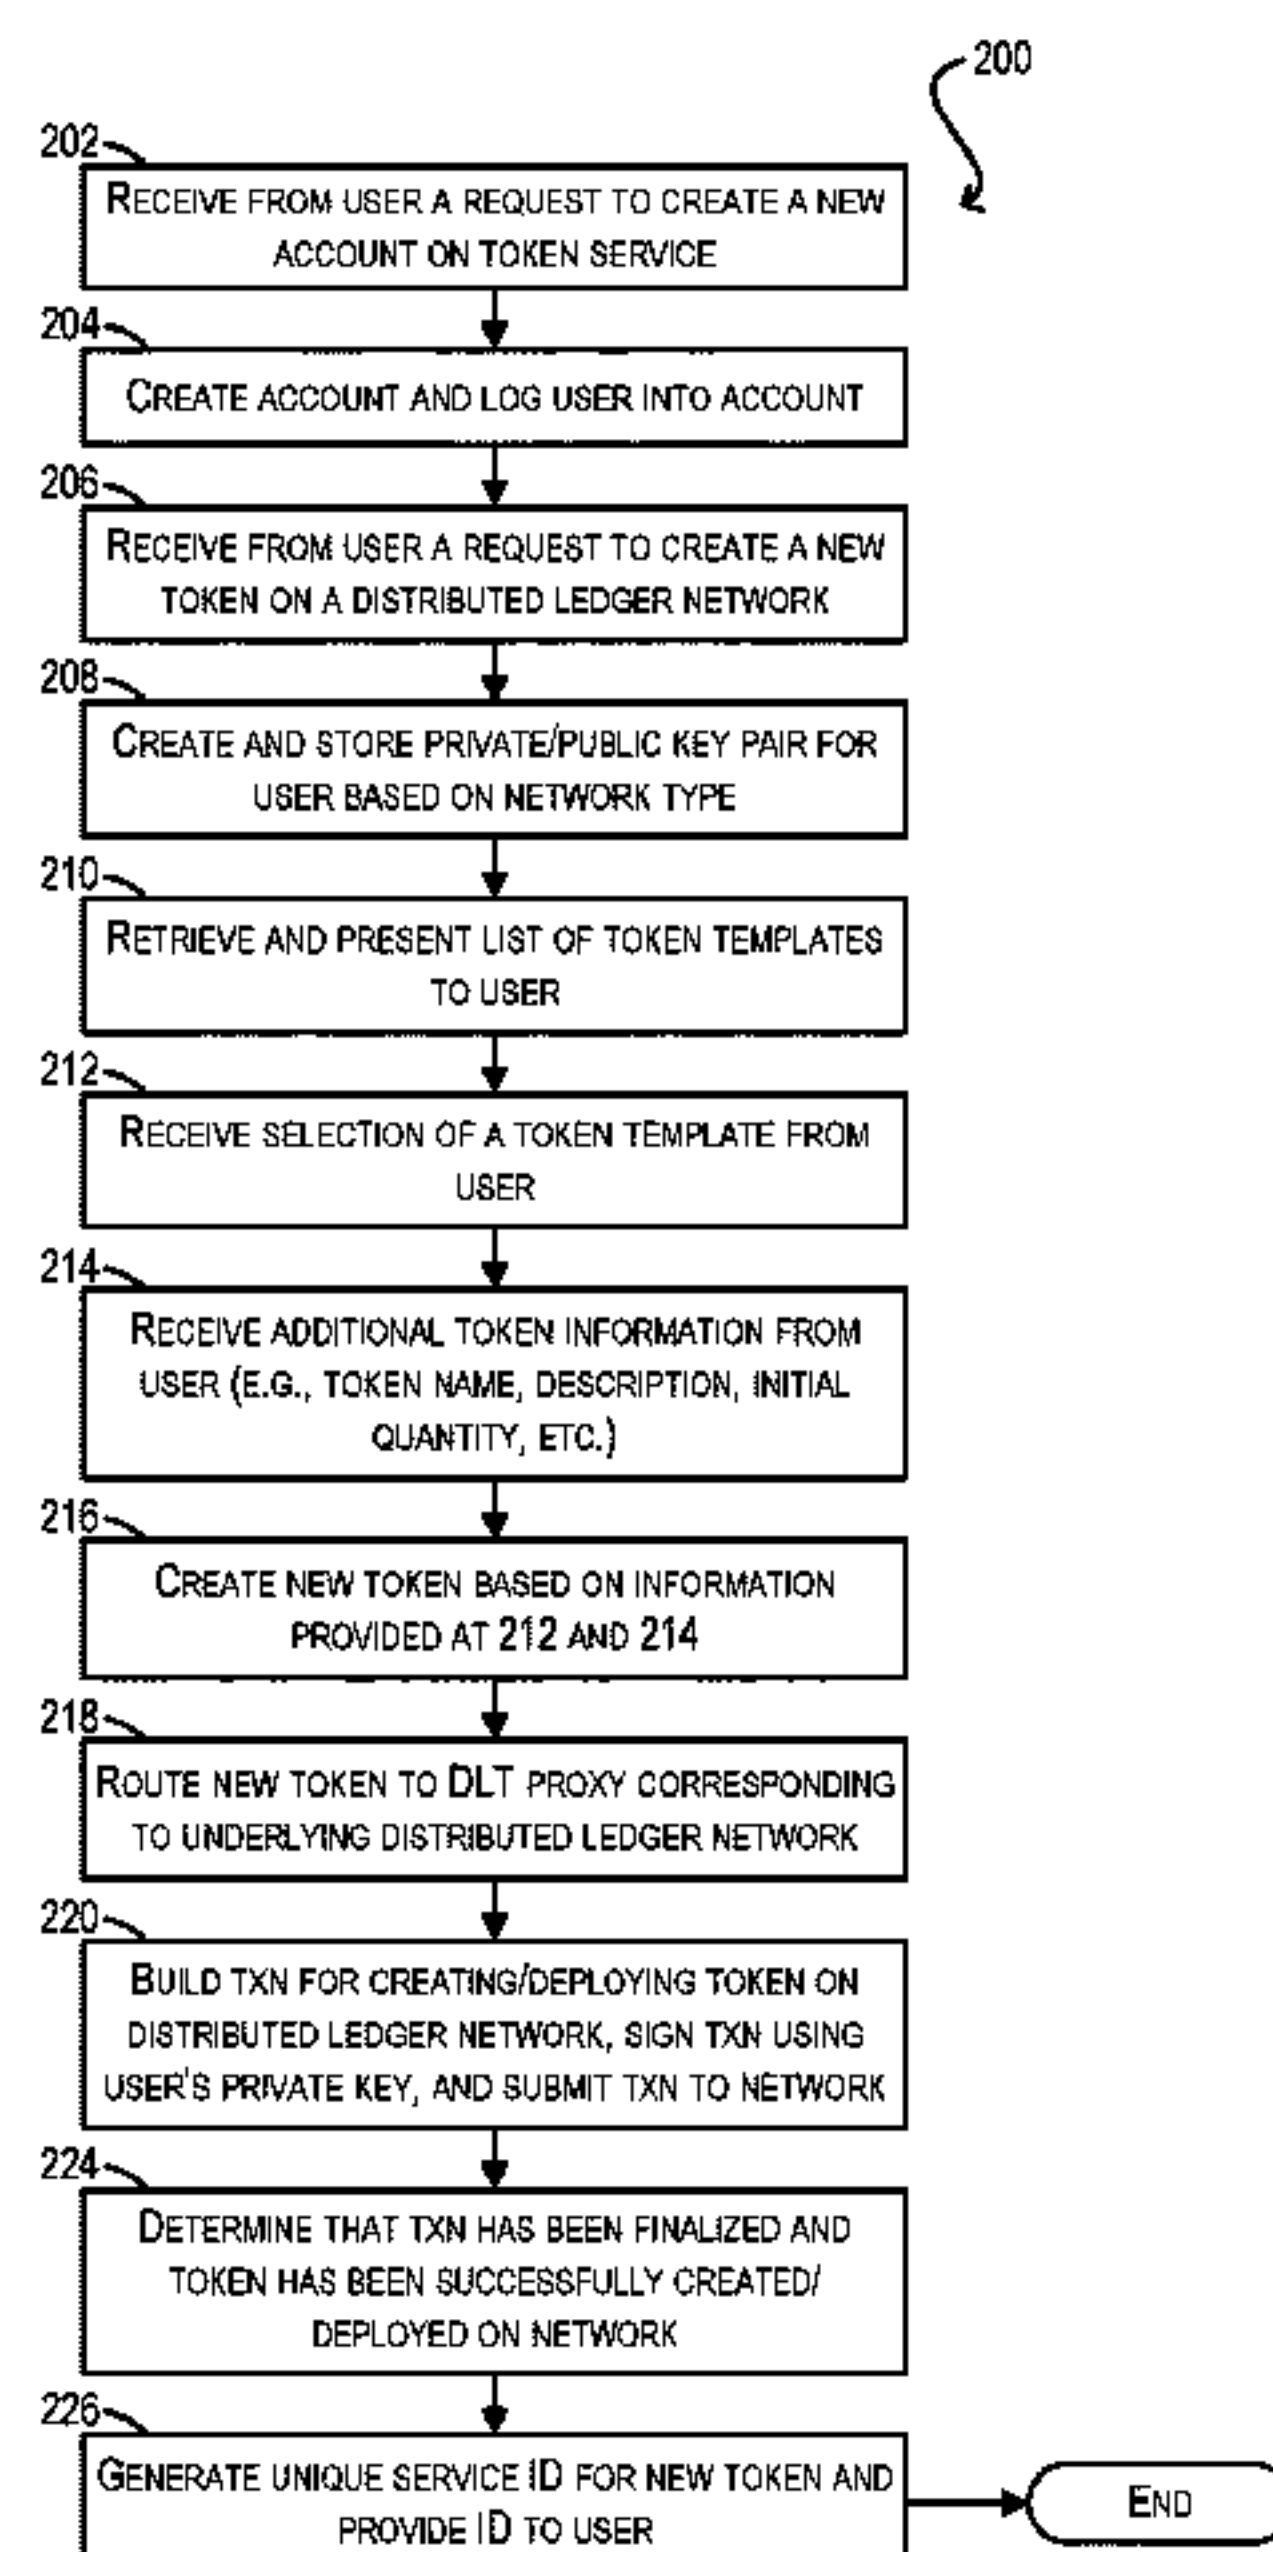 200
202
RECEIVE FROM USER A REQUEST TO CREATE A NEW
ACCOUNT ON TOKEN SERVICE
204
CREATE ACCOUNT AND LOG USER INTO ACCOUNT
206
RECEIVE FROM USER A REQUEST TO CREATE A NEW
TOKEN ON A DISTRIBUTED LEDGER NETWORK
208
CREATE AND STORE PRIVATE/PUBLIC KEY PAIR FOR
USER BASED ON NETWORK TYPE
210
RETRIEVE AND PRESENT LIST OF TOKEN TEMPLATES
TO USER
212
RECEIVE SELECTION OF A TOKEN TEMPLATE FROM
USER
214
RECEIVE ADDITIONAL TOKEN INFORMATION FROM
USER (E.G., TOKEN NAME, DESCRIPTION, INITIAL
QUANTITY, ETC.)
216
CREATE NEW TOKEN BASED ON INFORMATION
PROVIDED AT 212 AND 214
218
ROUTE NEW TOKEN TO DLT PROXY CORRESPONDING
TO UNDERLYING DISTRIBUTED LEDGER NETWORK
220
BUILD TXN FOR CREATING/DEPLOYING TOKEN ON
DISTRIBUTED LEDGER NETWORK, SIGN TXN USING
USER'S PRIVATE KEY, AND SUBMIT TXN TO NETWORK
224
DETERMINE THAT TXN HAS BEEN FINALIZED AND
TOKEN HAS BEEN SUCCESSFULLY CREATED/
DEPLOYED ON NETWORK
226
GENERATE UNIQUE SERVICE ID FOR NEW TOKEN AND
PROVIDE ID TO USER
END